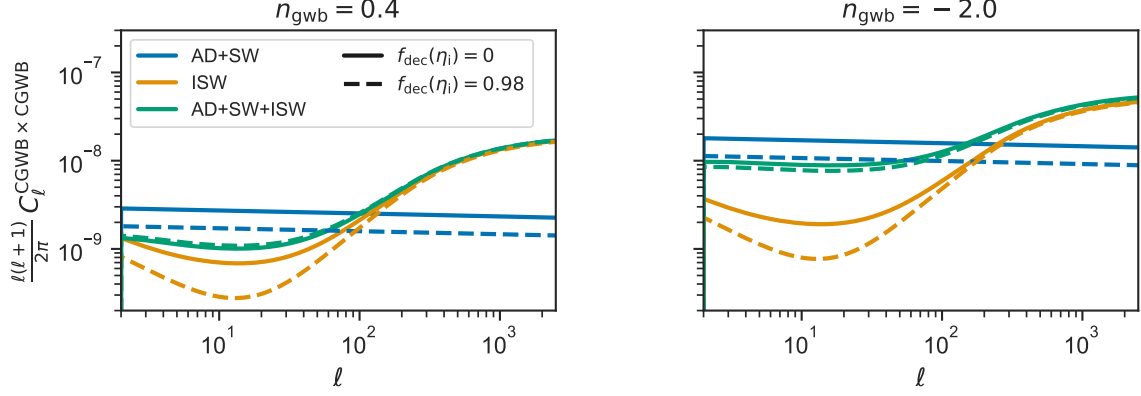 n_gwb = 0.4
n_gwb = −2.0
AD+SW
ISW
AD+SW+ISW
f_dec(η_i) = 0
f_dec(η_i) = 0.98
ℓ(ℓ + 1)/2π C_ℓ^{CGWB × CGWB}
10^{−7}
10^{−8}
10^{−9}
10^1
10^2
10^3
ℓ
10^1
10^2
10^3
ℓ